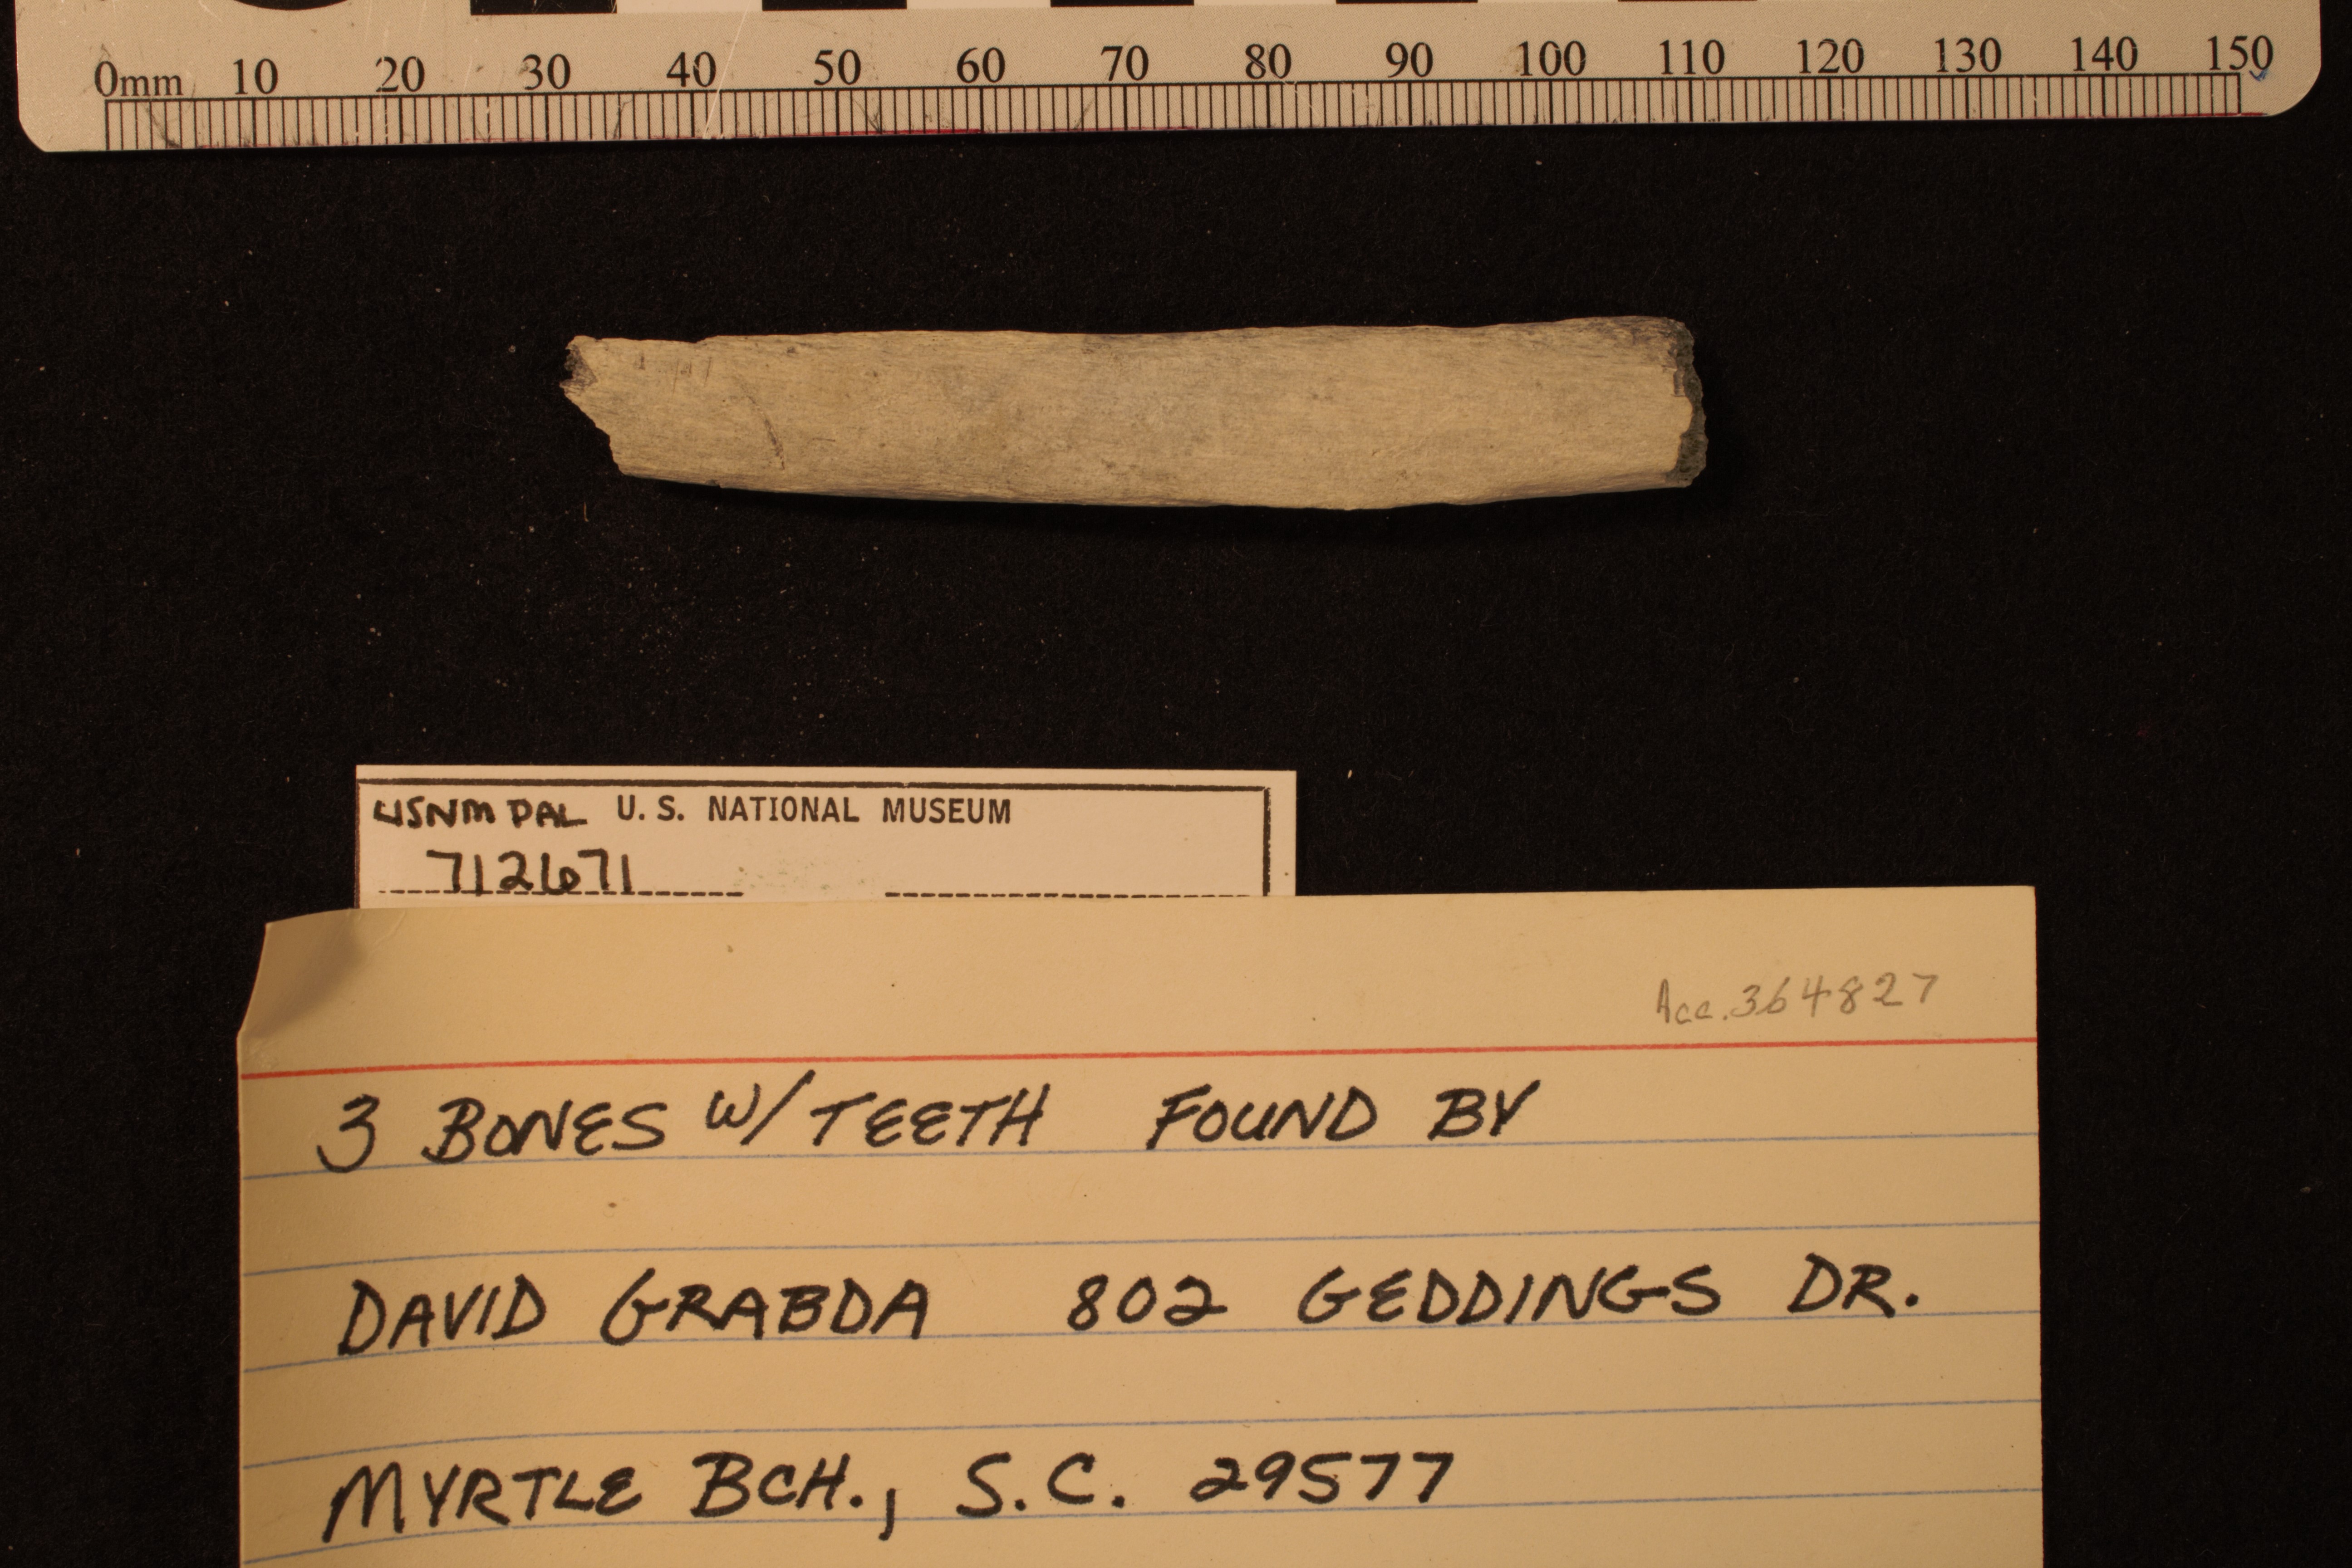 0mm 10 20 30 40 50 60 70 80 90 100 110 120 130 140 150
USNM PAL U.S. NATIONAL MUSEUM
712671
Acc. 364827
3 BONES W/ TEETH FOUND BY
DAVID GRABDA 802 GEDDINGS DR.
MYRTLE BCH., S.C. 29577